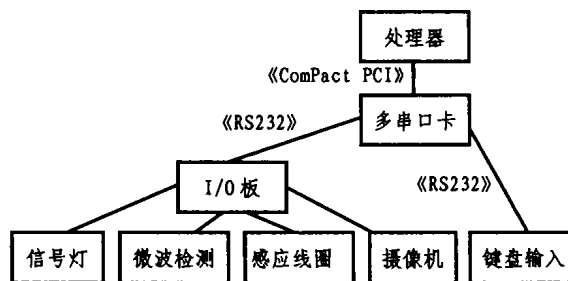 处理器
《ComPact PCI》
多串口卡
《RS232》
I/O板
《RS232》
信号灯
微波检测
感应线圈
摄像机
键盘输入